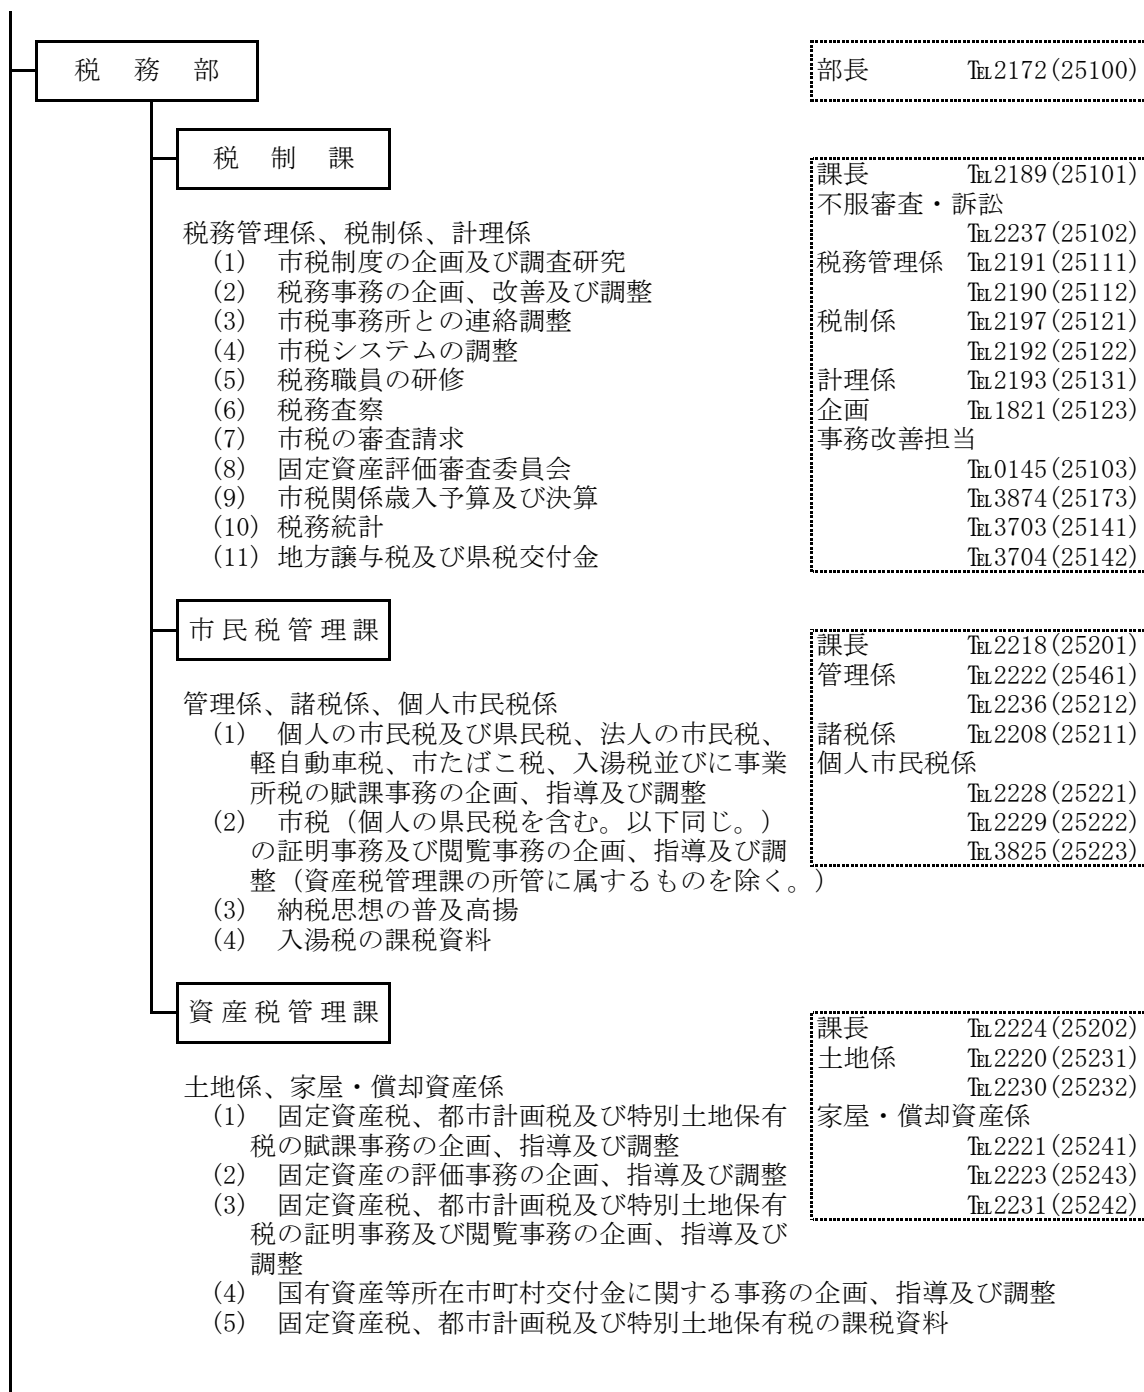 税務部
部長 ℡2172(25100)
税制課
課長 ℡2189(25101)
不服審査・訴訟
℡2237(25102)
税務管理係 ℡2191(25111)
℡2190(25112)
税制係 ℡2197(25121)
℡2192(25122)
計理係 ℡2193(25131)
企画 ℡1821(25123)
事務改善担当
℡0145(25103)
℡3874(25173)
℡3703(25141)
℡3704(25142)
税務管理係、税制係、計理係
(1) 市税制度の企画及び調査研究
(2) 税務事務の企画、改善及び調整
(3) 市税事務所との連絡調整
(4) 市税システムの調整
(5) 税務職員の研修
(6) 税務査察
(7) 市税の審査請求
(8) 固定資産評価審査委員会
(9) 市税関係歳入予算及び決算
(10) 税務統計
(11) 地方譲与税及び県税交付金
市民税管理課
課長 ℡2218(25201)
管理係 ℡2222(25461)
℡2236(25212)
諸税係 ℡2208(25211)
個人市民税係
℡2228(25221)
℡2229(25222)
℡3825(25223)
管理係、諸税係、個人市民税係
(1) 個人の市民税及び県民税、法人の市民税、
軽自動車税、市たばこ税、入湯税並びに事業
所税の賦課事務の企画、指導及び調整
(2) 市税（個人の県民税を含む。以下同じ。）
の証明事務及び閲覧事務の企画、指導及び調
整（資産税管理課の所管に属するものを除く。）
(3) 納税思想の普及高揚
(4) 入湯税の課税資料
資産税管理課
課長 ℡2224(25202)
土地係 ℡2220(25231)
℡2230(25232)
家屋・償却資産係
℡2221(25241)
℡2223(25243)
℡2231(25242)
土地係、家屋・償却資産係
(1) 固定資産税、都市計画税及び特別土地保有
税の賦課事務の企画、指導及び調整
(2) 固定資産の評価事務の企画、指導及び調整
(3) 固定資産税、都市計画税及び特別土地保有
税の証明事務及び閲覧事務の企画、指導及び
調整
(4) 国有資産等所在市町村交付金に関する事務の企画、指導及び調整
(5) 固定資産税、都市計画税及び特別土地保有税の課税資料